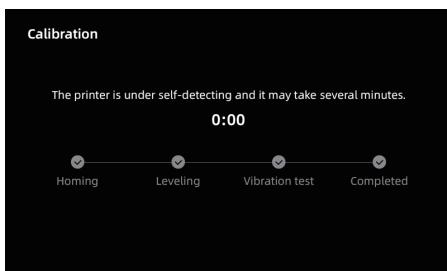 Calibration
The printer is under self-detecting and it may take several minutes.
0:00
Homing Leveling Vibration test Completed